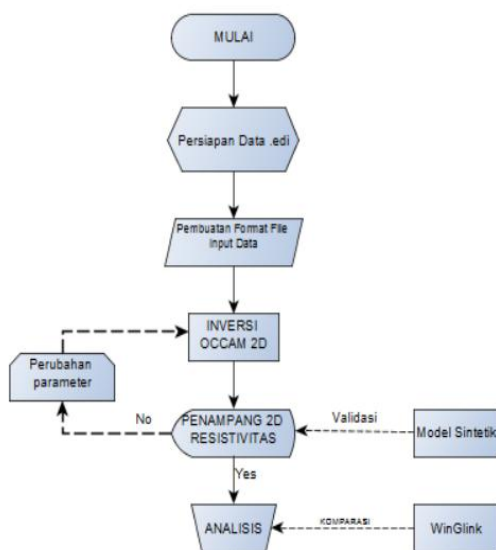 MULAI
Persiapan Data .edi
Pembuatan Format File
Input Data
INVERSI
OCCAM 2D
Perubahan
parameter
No
PENAMPANG 2D
RESISTIVITAS
Validasi
Model Sintetik
Yes
ANALISIS
KOMPARASI
WinGlink